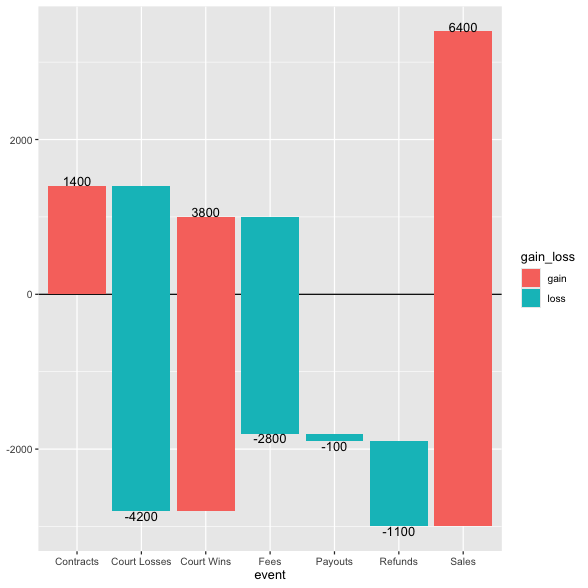 6400
1400
3800
2000
0
-2000
-2800
-100
-4200
-1100
Contracts Court Losses Court Wins Fees Payouts Refunds Sales
event
gain_loss
gain
loss